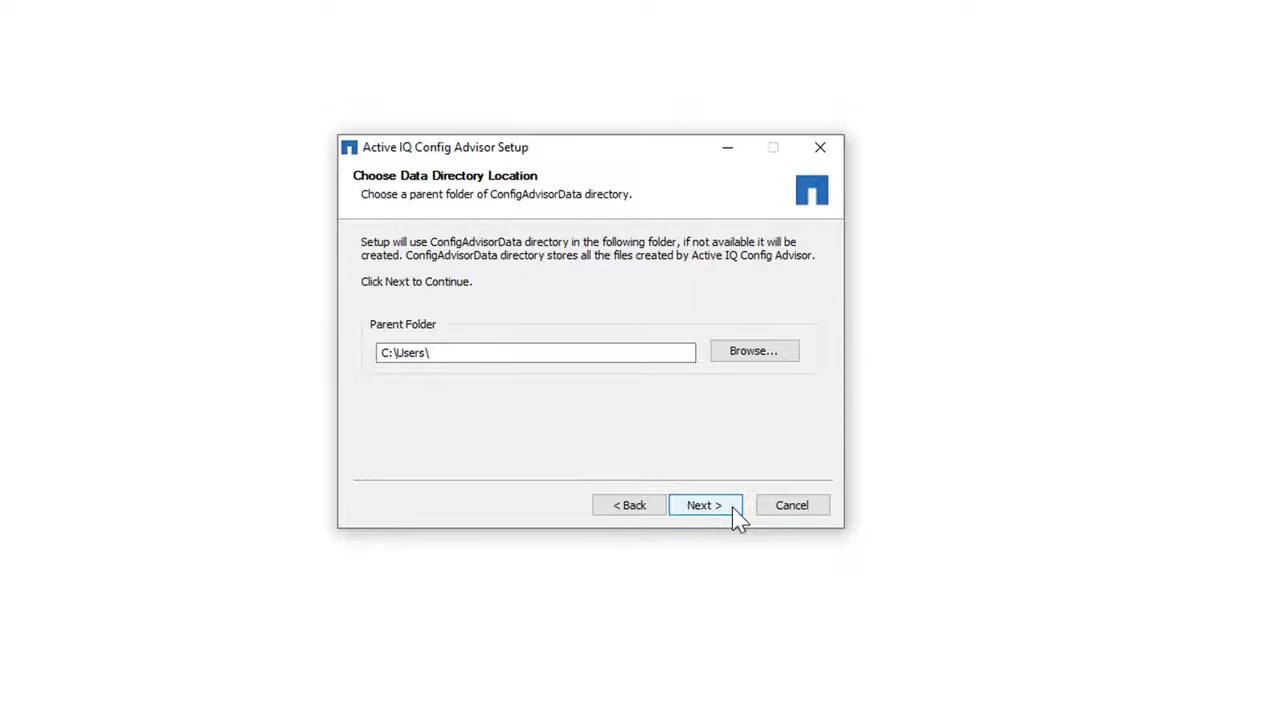 Active IQ Config Advisor Setup
Choose Data Directory Location
Choose a parent folder of ConfigAdvisorData directory.
Setup will use ConfigAdvisorData directory in the following folder, if not available it will be
created. ConfigAdvisorData directory stores all the files created by Active IQ Config Advisor.
Click Next to Continue.
Parent Folder
C:\Users\
Browse...
< Back
Next >
Cancel